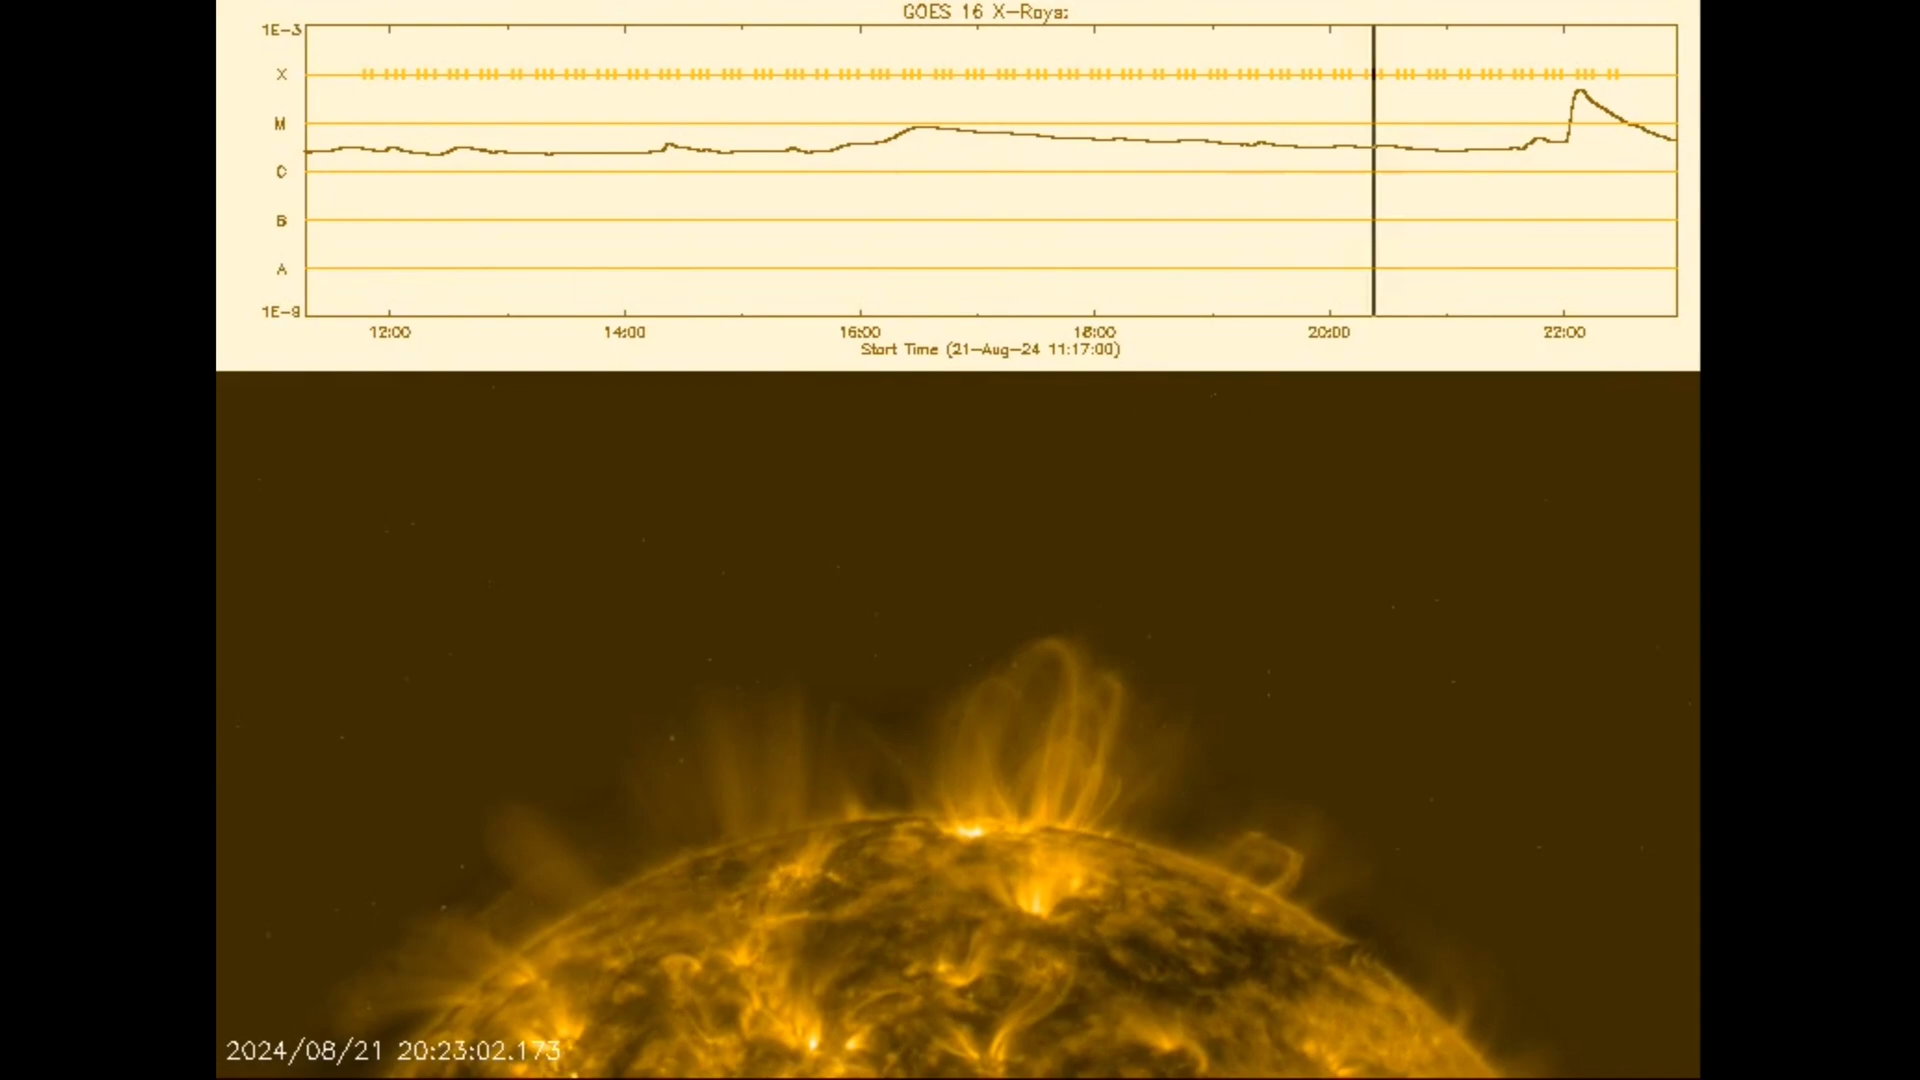 GOES 16 X-Rays:
1E-3
X
M
C
B
A
1E-9
12:00 14:00 16:00 18:00 20:00 22:00
Start Time (21-Aug-24 11:17:00)
2024/08/21 20:23:02.173